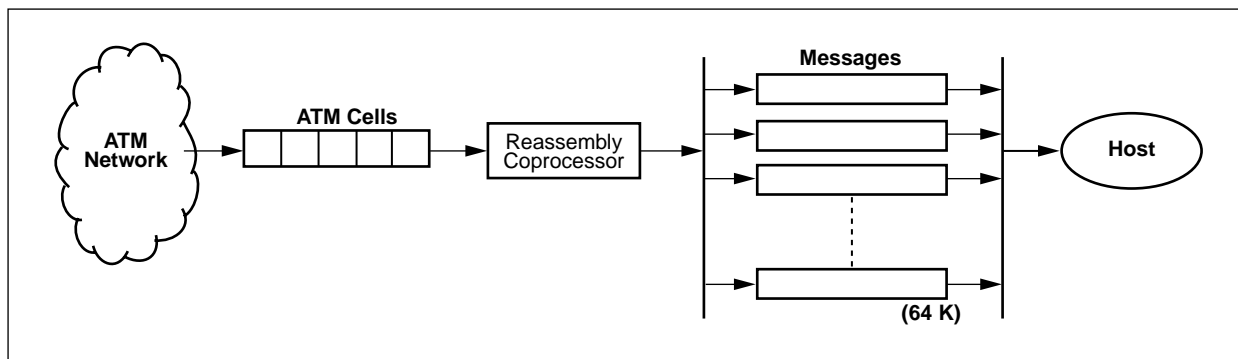 ATM
Network
ATM Cells
Reassembly
Coprocessor
Messages
(64 K)
Host